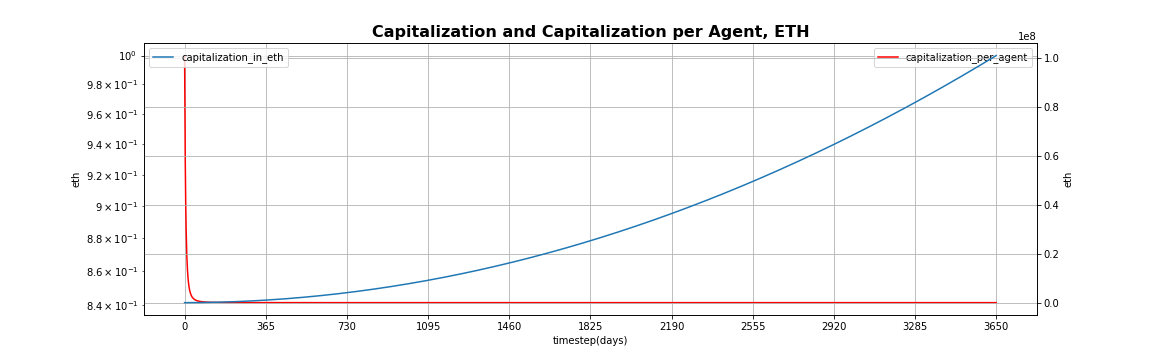 Capitalization and Capitalization per Agent, ETH
1e8
capitalization_in_eth
capitalization_per_agent
10⁰
9.8 × 10⁻¹
9.6 × 10⁻¹
9.4 × 10⁻¹
9.2 × 10⁻¹
9 × 10⁻¹
8.8 × 10⁻¹
8.6 × 10⁻¹
8.4 × 10⁻¹
eth
1.0
0.8
0.6
0.4
0.2
0.0
eth
0 365 730 1095 1460 1825 2190 2555 2920 3285 3650
timestep(days)